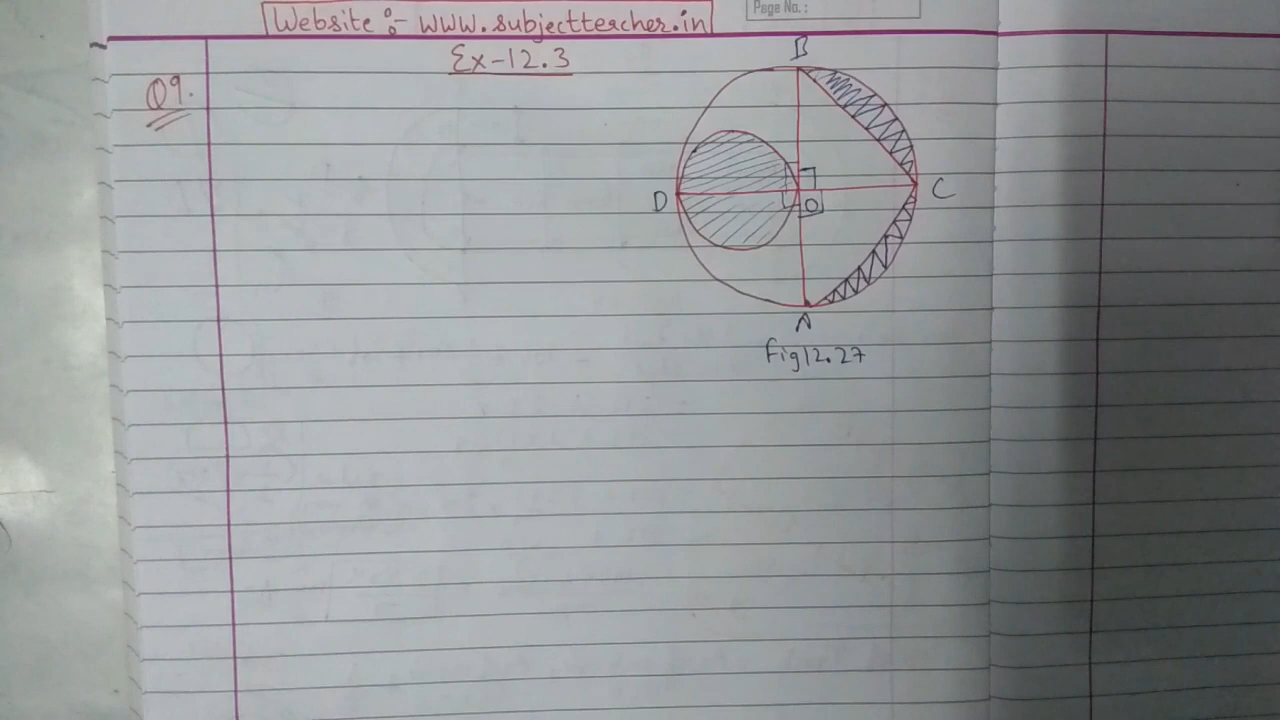 Website :- www.subjectteacher.in
Page No.:
Ex-12.3
Q9.
B
D
O
C
A
Fig12.27